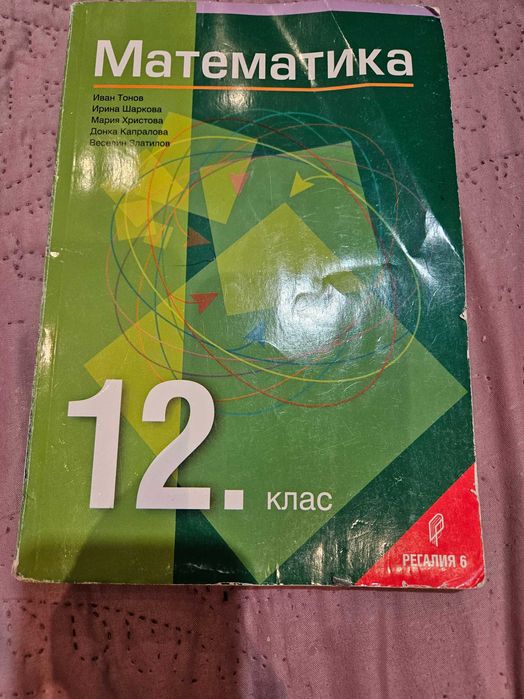 Математика
Иван Тонов
Ирина Шаркова
Мария Христова
Донка Капралова
Веселин Златилов
12. клас
РЕГАЛИЯ 6